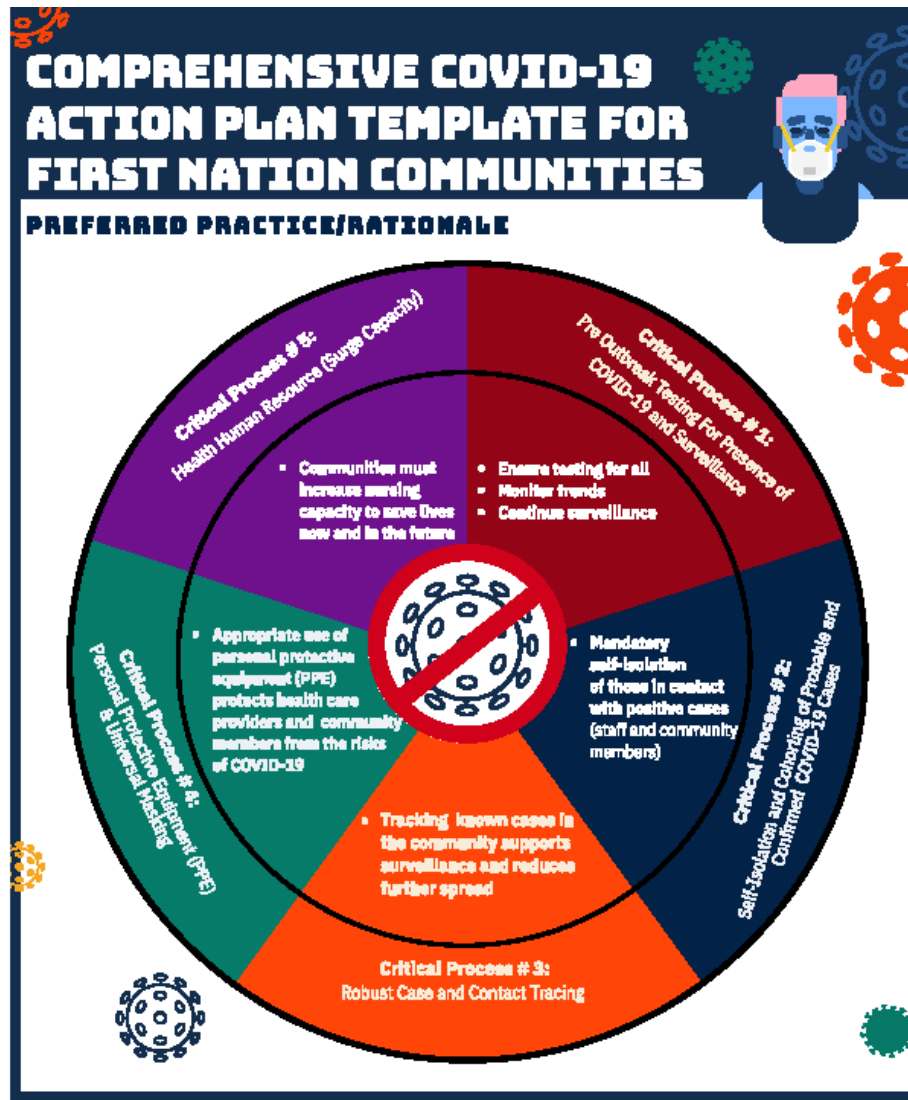 COMPREHENSIVE COVID-19
ACTION PLAN TEMPLATE FOR
FIRST NATION COMMUNITIES
PREFERRED PRACTICE/RATIONALE
Critical Process # 1:
Pre Outbreak Testing For Presence of
COVID-19 and Surveillance
• Ensure testing for all
• Monitor trends
• Continue surveillance
Critical Process # 2:
Self-Isolation and Cohorting of Probable and
Confirmed COVID-19 Cases
• Mandatory
self-isolation
of those in contact
with positive cases
(staff and community
members)
• Tracking known cases in
the community supports
surveillance and reduces
further spread
Critical Process # 3:
Robust Case and Contact Tracing
Critical Process # 4:
Personal Protective Equipment (PPE)
& Universal Masking
• Appropriate use of
personal protective
equipment (PPE)
protects health care
providers and community
members from the risks
of COVID-19
Critical Process # 5:
Health Human Resource (Surge Capacity)
• Communities must
increase nursing
capacity to save lives
now and in the future